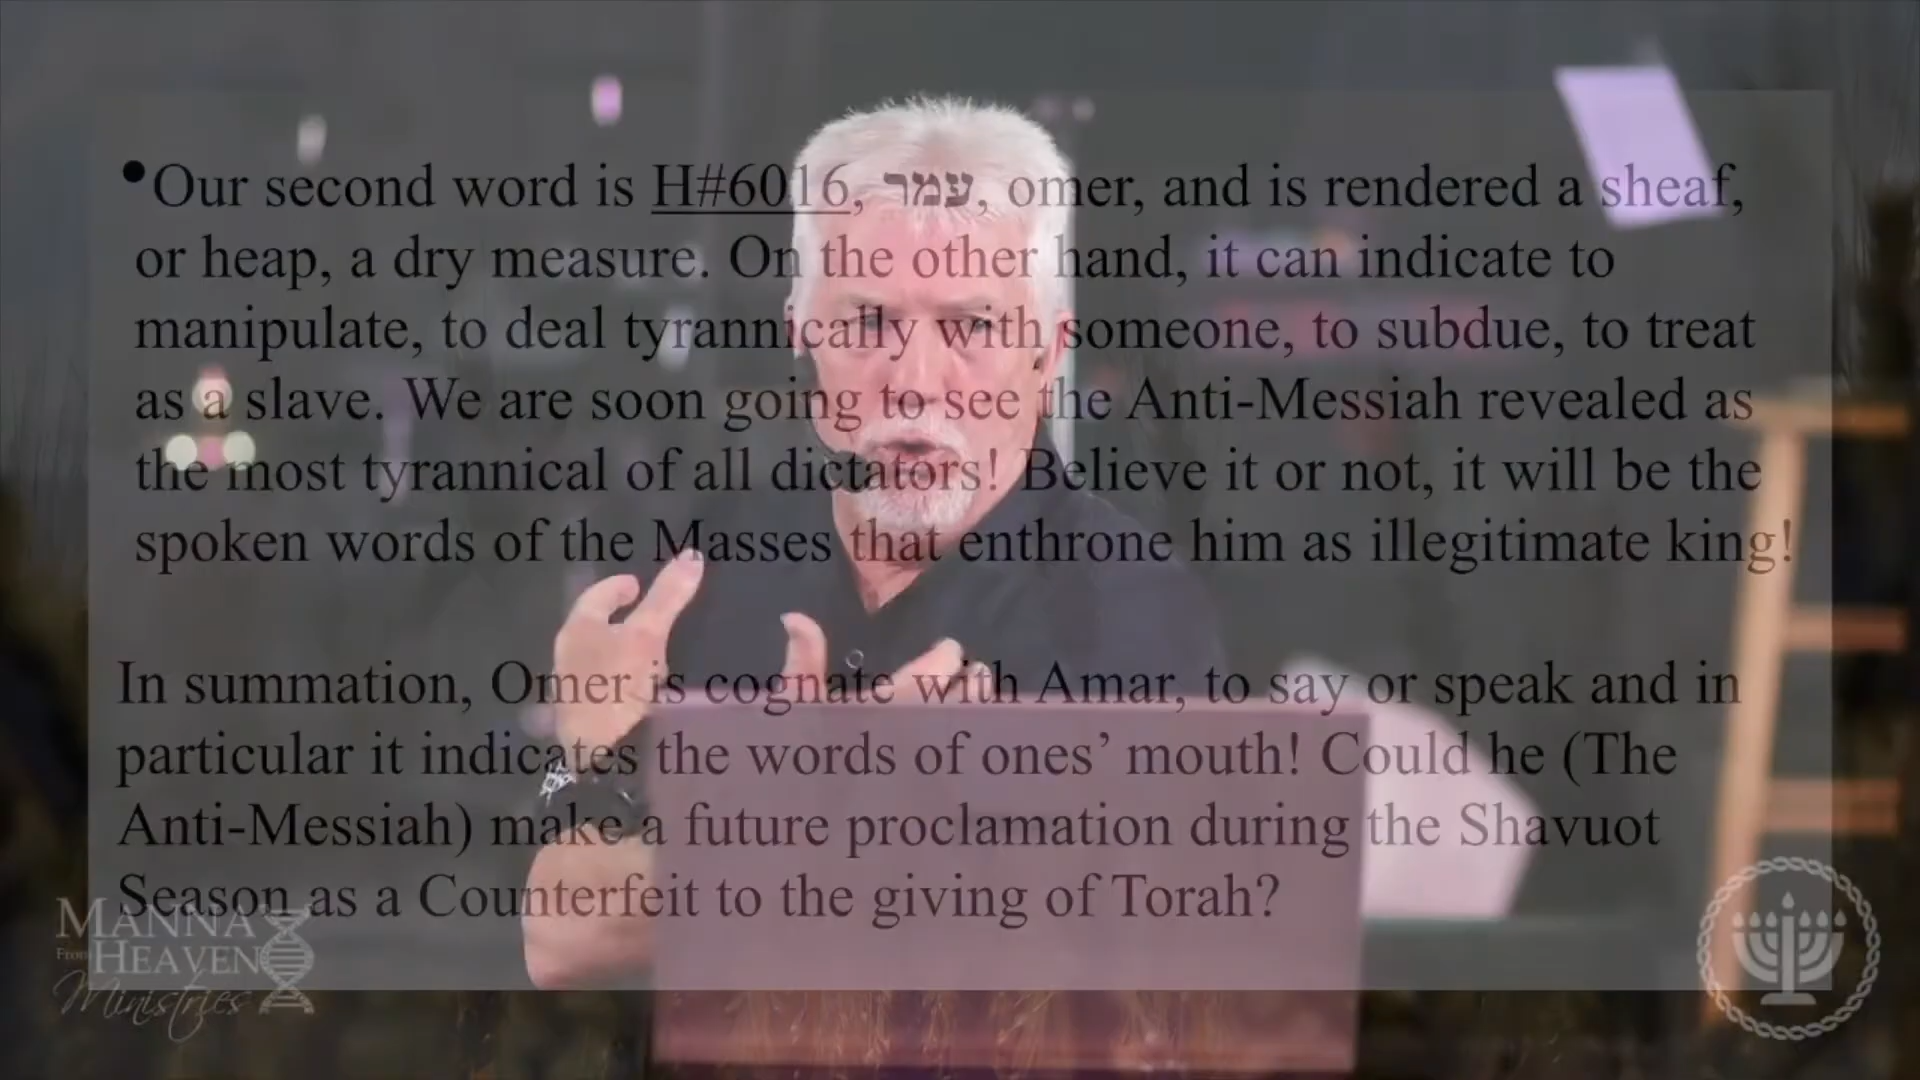 •Our second word is H#6016, עמר, omer, and is rendered a sheaf,
or heap, a dry measure. On the other hand, it can indicate to
manipulate, to deal tyrannically with someone, to subdue, to treat
as a slave. We are soon going to see the Anti-Messiah revealed as
the most tyrannical of all dictators! Believe it or not, it will be the
spoken words of the Masses that enthrone him as illegitimate king!
In summation, Omer is cognate with Amar, to say or speak and in
particular it indicates the words of ones’ mouth! Could he (The
Anti-Messiah) make a future proclamation during the Shavuot
Season as a Counterfeit to the giving of Torah?
MANNA
From HEAVEN
Ministries